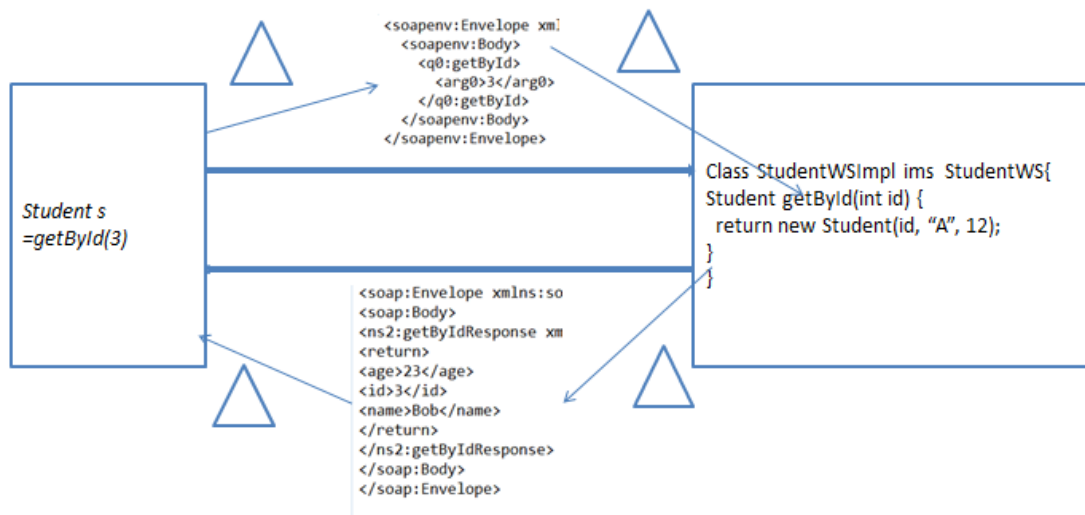 <soapenv:Envelope xml
<soapenv:Body>
<q0:getById>
<arg0>3</arg0>
</q0:getById>
</soapenv:Body>
</soapenv:Envelope>
Student s
=getById(3)
Class StudentWSImpl ims StudentWS{
Student getById(int id) {
return new Student(id, “A”, 12);
}
}
<soap:Envelope xmlns:so
<soap:Body>
<ns2:getByIdResponse xm
<return>
<age>23</age>
<id>3</id>
<name>Bob</name>
</return>
</ns2:getByIdResponse>
</soap:Body>
</soap:Envelope>